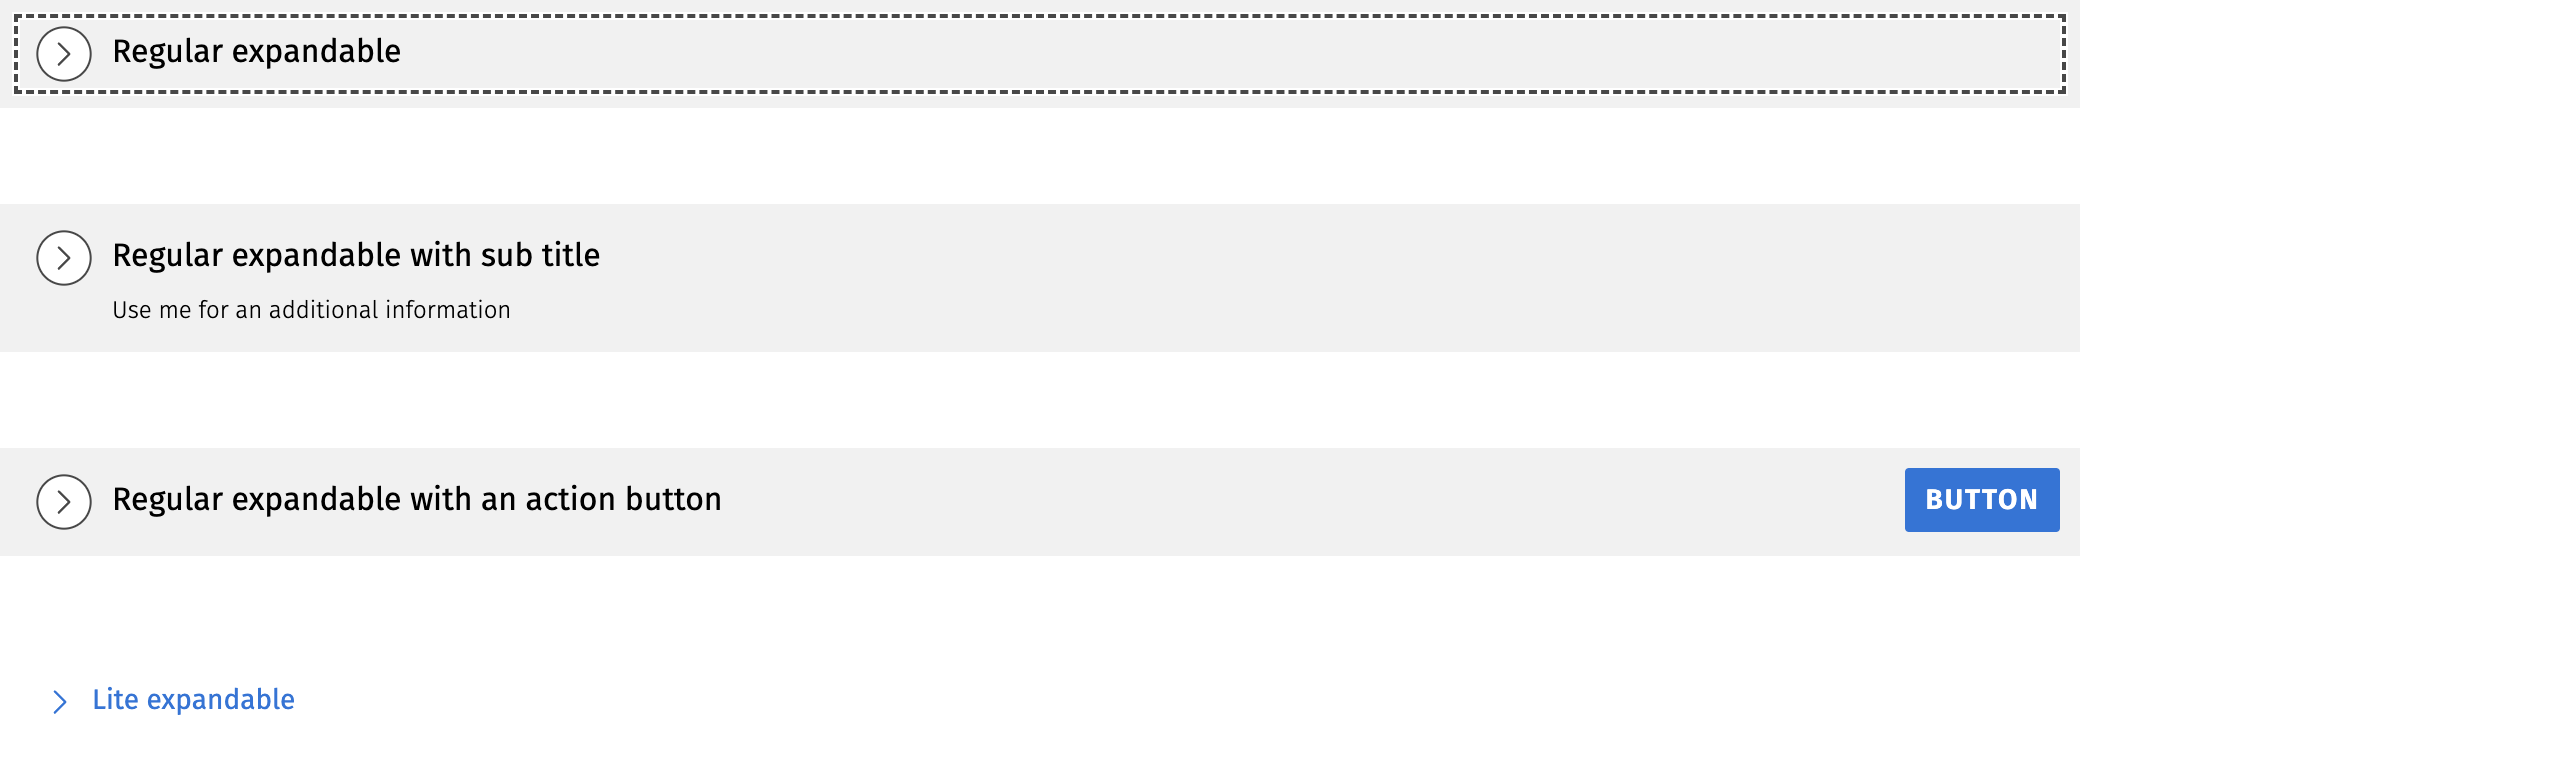 Regular expandable
Regular expandable with sub title
Use me for an additional information
Regular expandable with an action button
BUTTON
Lite expandable